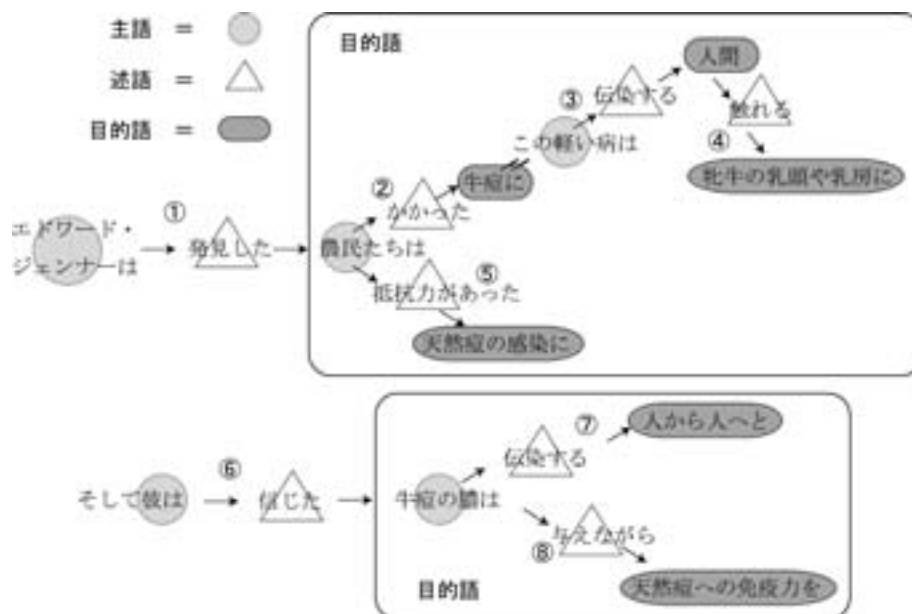 主語 =
述語 =
目的語 =
目的語
人間
③
伝染する
触れる
この軽い病は
④
牝牛の乳頭や乳房に
②
かかった
牛痘に
①
エドワード・
ジェンナーは
発見した
農民たちは
⑤
抵抗力があった
天然痘の感染に
⑦
人から人へと
伝染する
⑥
そして彼は
信じた
牛痘の膿は
与えながら
⑧
天然痘への免疫力を
目的語